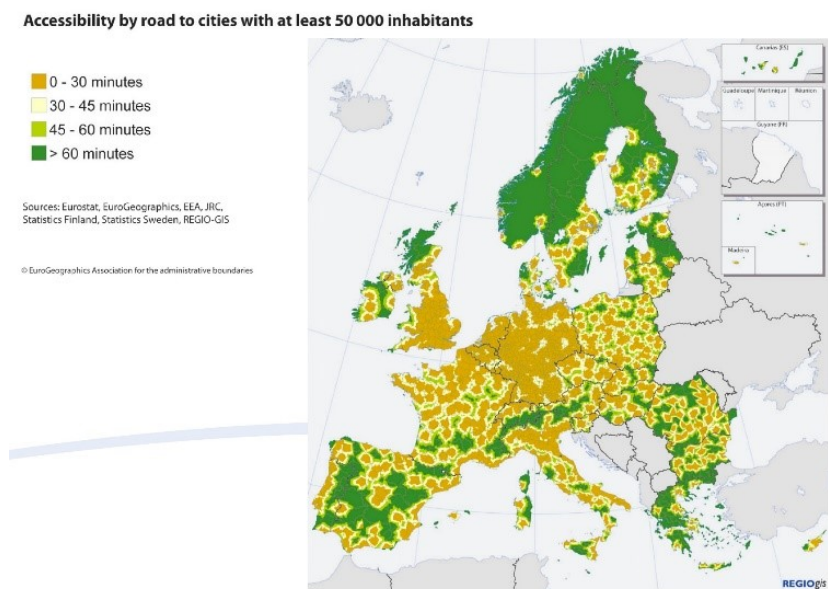 Accessibility by road to cities with at least 50 000 inhabitants
0 - 30 minutes
30 - 45 minutes
45 - 60 minutes
> 60 minutes
Sources: Eurostat, EuroGeographics, EEA, JRC,
Statistics Finland, Statistics Sweden, REGIO-GIS
© EuroGeographics Association for the administrative boundaries
Canarias (ES)
Guadeloupe Martinique Réunion
Guyane (FR)
Açores (PT)
Madeira
REGIOgis